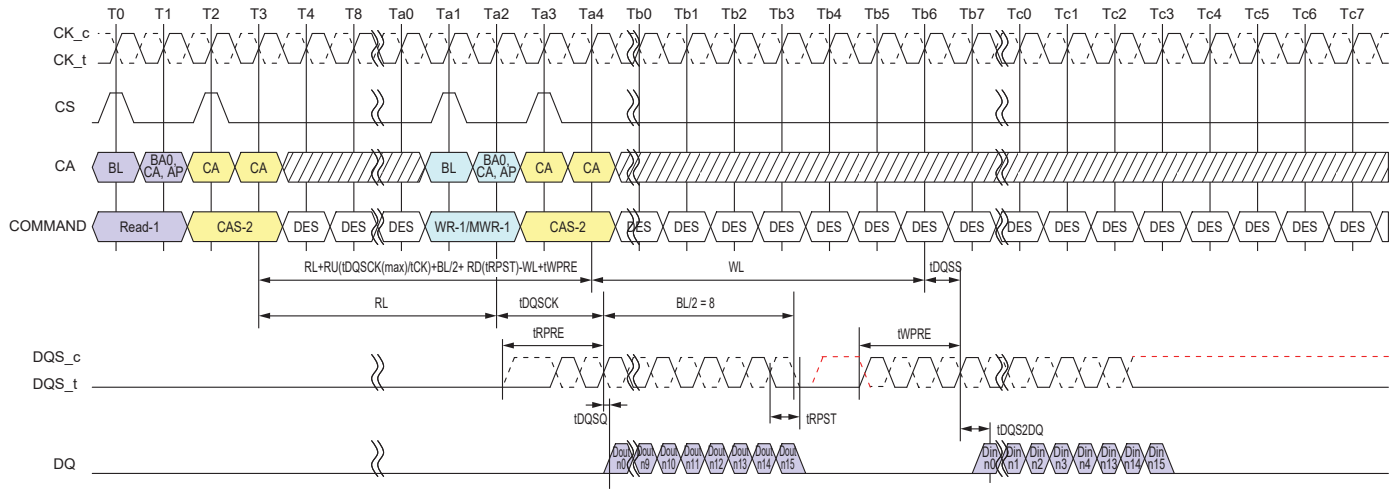 T0 T1 T2 T3 T4 T8 Ta0 Ta1 Ta2 Ta3 Ta4 Tb0 Tb1 Tb2 Tb3 Tb4 Tb5 Tb6 Tb7 Tc0 Tc1 Tc2 Tc3 Tc4 Tc5 Tc6 Tc7
CK_c
CK_t
CS
CA BL BA0, CA, AP CA CA BL BA0, CA, AP CA CA
COMMAND Read-1 CAS-2 DES DES DES WR-1/MWR-1 CAS-2 DES DES DES DES DES DES DES DES DES DES DES DES DES DES DES DES
RL+RU(tDQSCK(max)/tCK)+BL/2+ RD(tRPST)-WL+tWPRE WL tDQSS
RL tDQSCK BL/2 = 8
tRPRE tWPRE
DQS_c
DQS_t
tDQSQ tRPST tDQS2DQ
DQ Dout n0 Dout n9 Dout n10 Dout n11 Dout n12 Dout n13 Dout n14 Dout n15 Din n0 Din n1 Din n2 Din n3 Din n4 Din n13 Din n14 Din n15